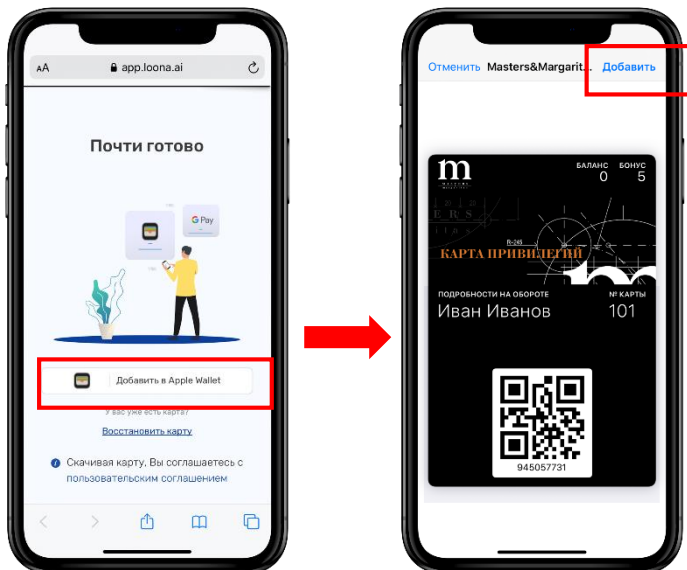 AA app.loona.ai
Почти готово
G Pay
Добавить в Apple Wallet
У вас уже есть карта?
Восстановить карту
Скачивая карту, Вы соглашаетесь с
пользовательским соглашением
Отменить Masters&Margarit... Добавить
m
БАЛАНС БОНУС
0 5
E R S
R-245
КАРТА ПРИВИЛЕГИЙ
ПОДРОБНОСТИ НА ОБОРОТЕ № КАРТЫ
Иван Иванов 101
945057731